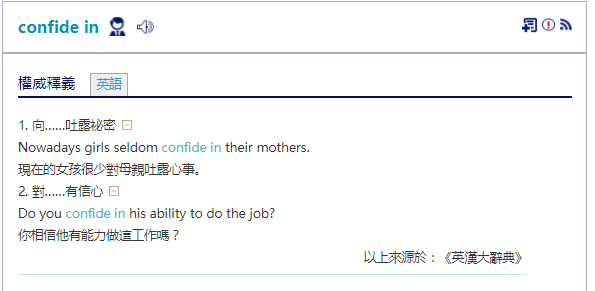 confide in
權威釋義 英語
1. 向……吐露祕密
Nowadays girls seldom confide in their mothers.
現在的女孩很少對母親吐露心事。
2. 對……有信心
Do you confide in his ability to do the job?
你相信他有能力做這工作嗎？
以上來源於：《英漢大辭典》